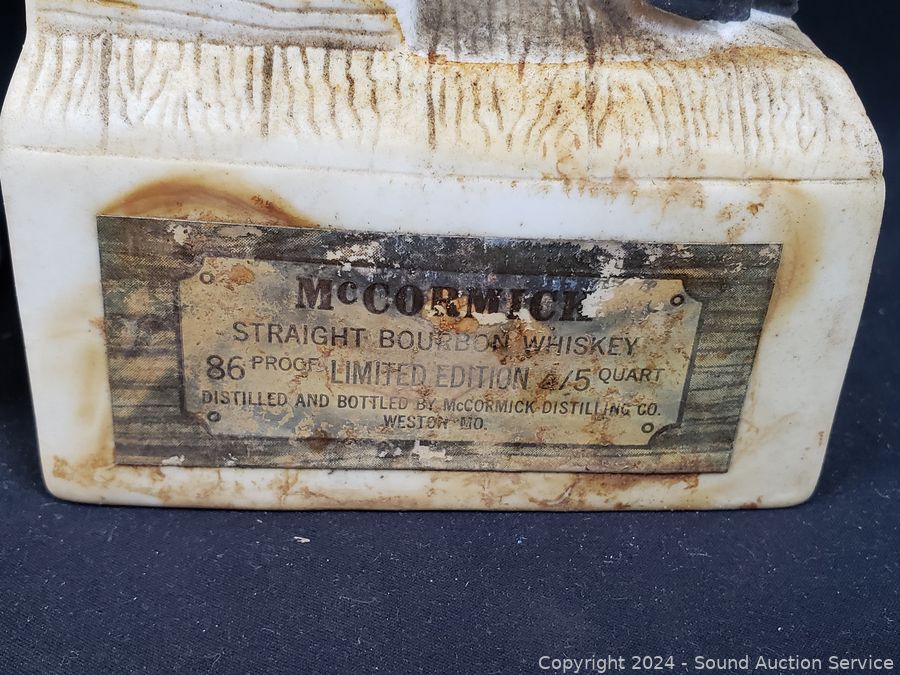 McCORMICK
STRAIGHT BOURBON WHISKEY
86 PROOF LIMITED EDITION 4/5 QUART
DISTILLED AND BOTTLED BY McCORMICK DISTILLING CO.
WESTON MO.
Copyright © 2024 - Sound Auction Service